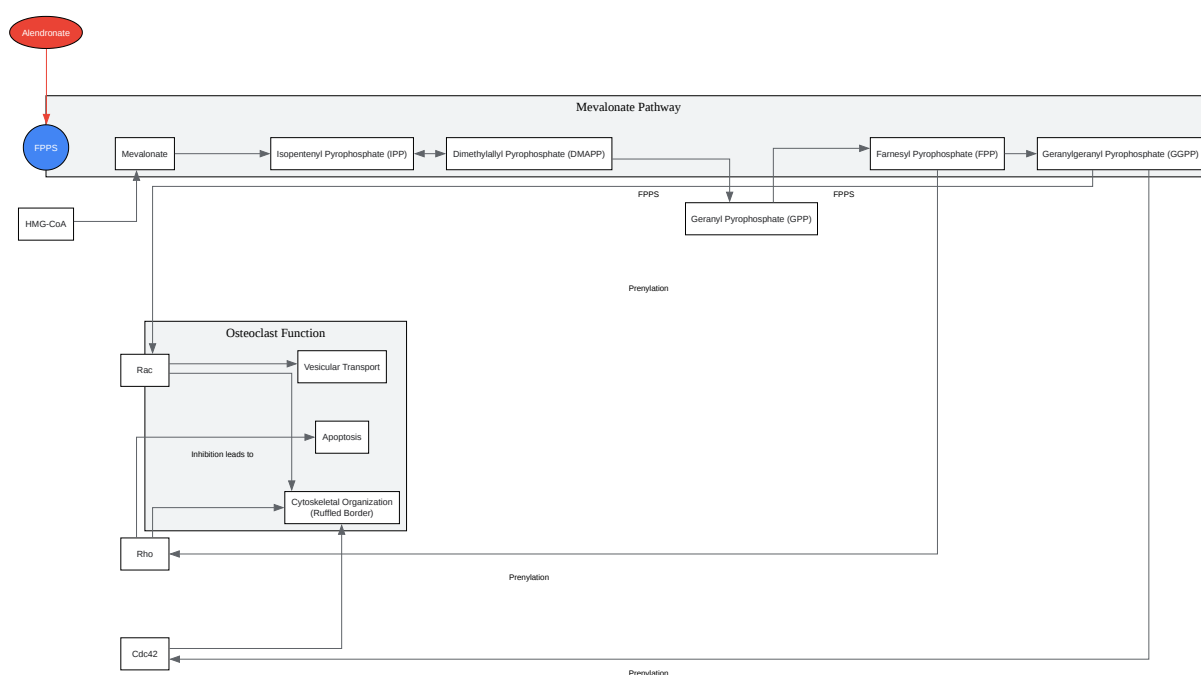 Alendronate
Mevalonate Pathway
FPPS
Mevalonate
Isopentenyl Pyrophosphate (IPP)
Dimethylallyl Pyrophosphate (DMAPP)
Farnesyl Pyrophosphate (FPP)
Geranylgeranyl Pyrophosphate (GGPP)
FPPS
FPPS
HMG-CoA
Geranyl Pyrophosphate (GPP)
Prenylation
Osteoclast Function
Rac
Vesicular Transport
Apoptosis
Inhibition leads to
Cytoskeletal Organization
(Ruffled Border)
Rho
Prenylation
Cdc42
Prenylation